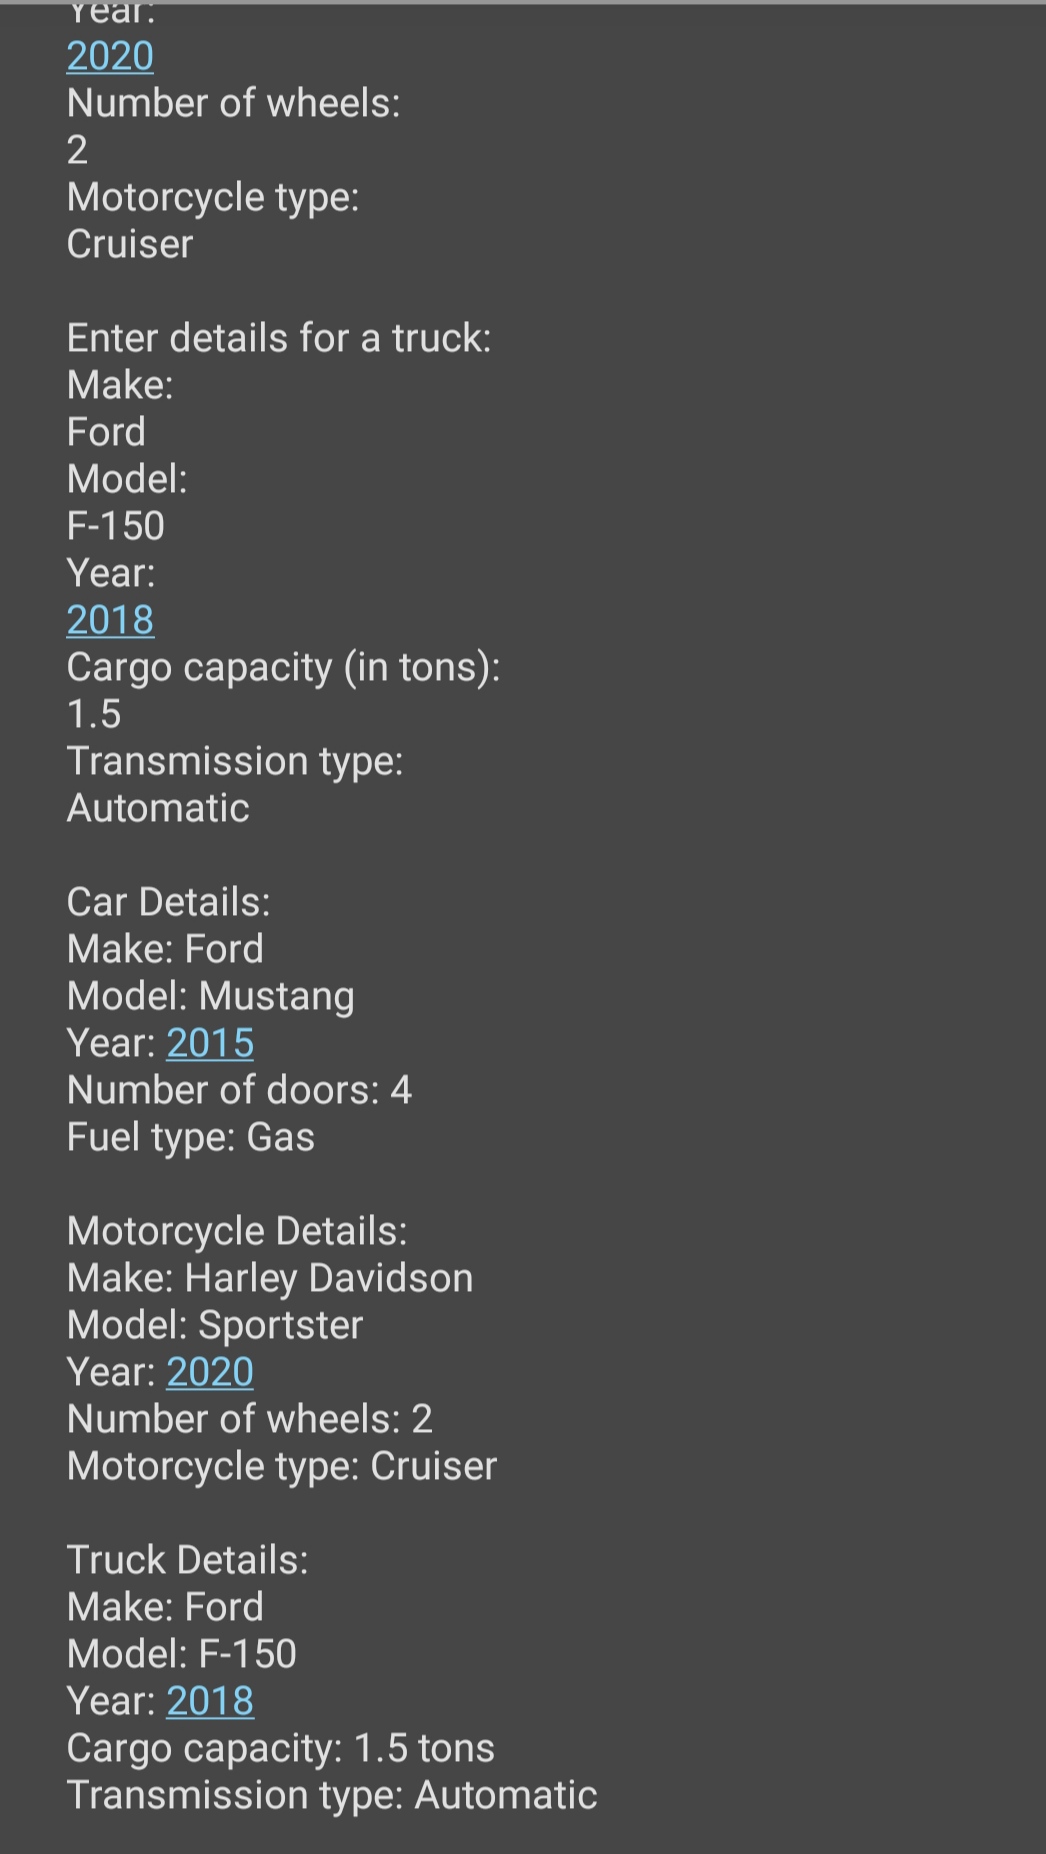 Year:
2020
Number of wheels:
2
Motorcycle type:
Cruiser
Enter details for a truck:
Make:
Ford
Model:
F-150
Year:
2018
Cargo capacity (in tons):
1.5
Transmission type:
Automatic
Car Details:
Make: Ford
Model: Mustang
Year: 2015
Number of doors: 4
Fuel type: Gas
Motorcycle Details:
Make: Harley Davidson
Model: Sportster
Year: 2020
Number of wheels: 2
Motorcycle type: Cruiser
Truck Details:
Make: Ford
Model: F-150
Year: 2018
Cargo capacity: 1.5 tons
Transmission type: Automatic